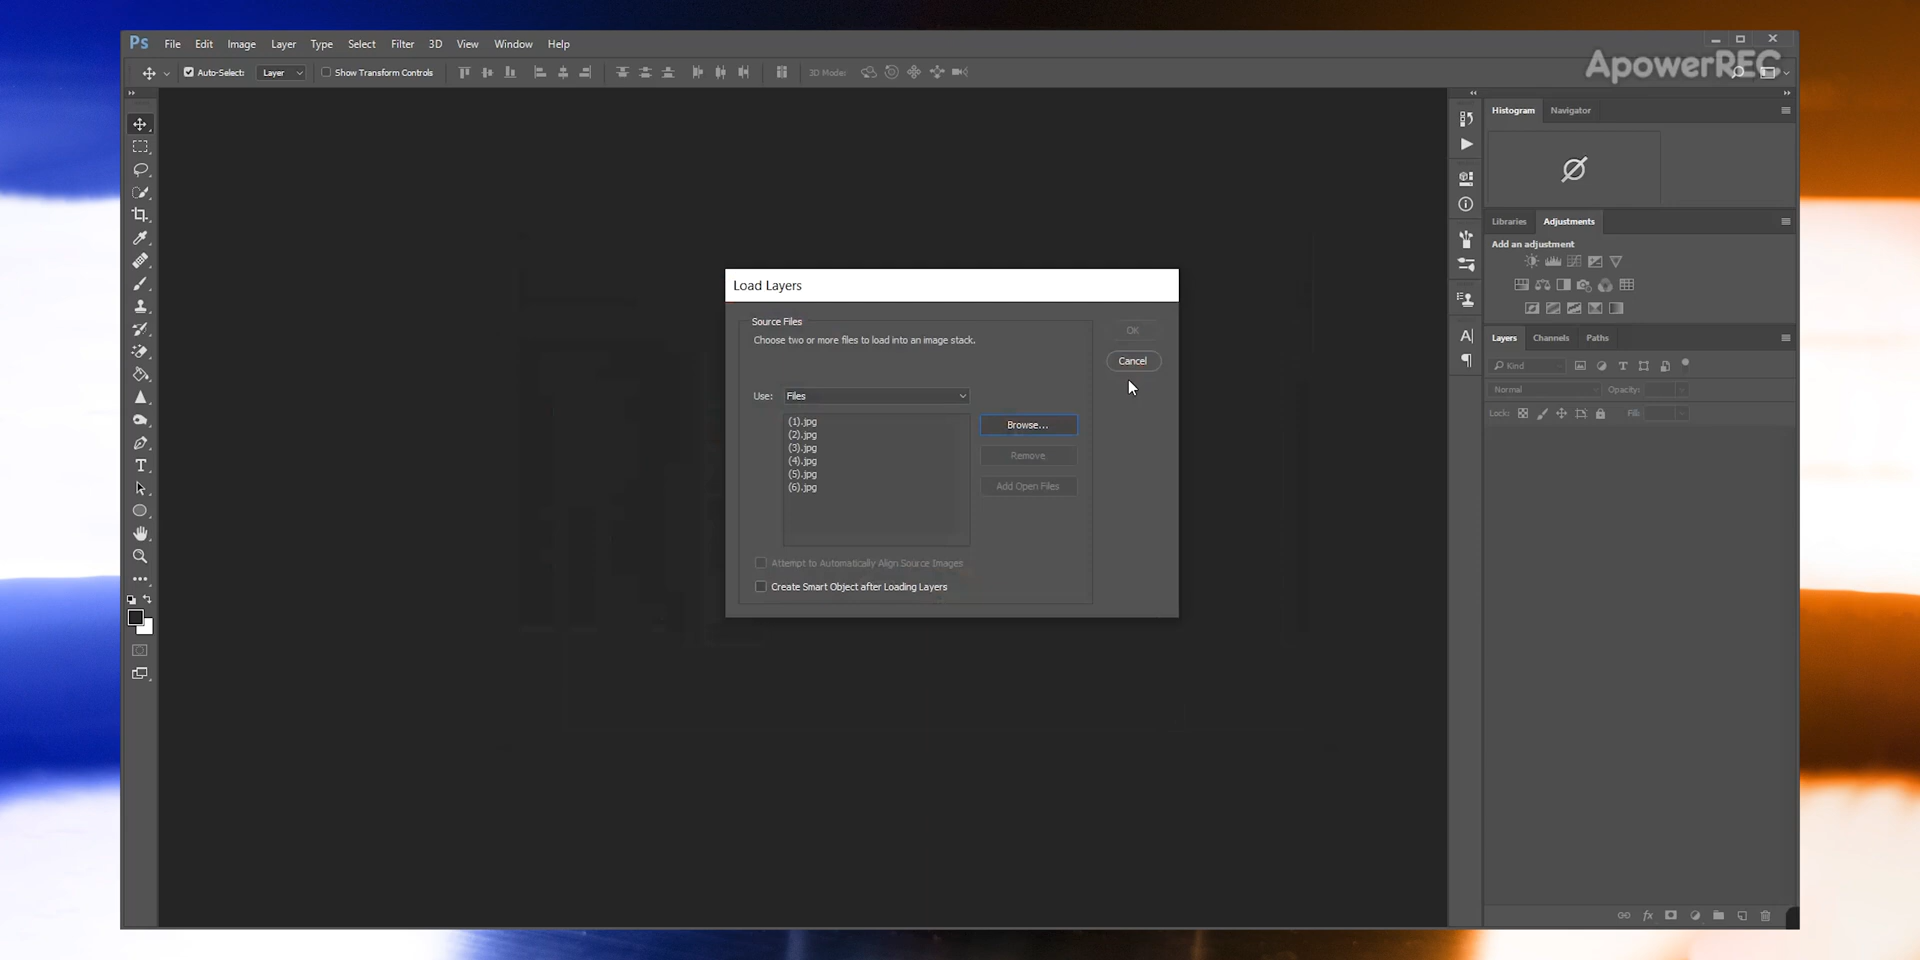 Ps File Edit Image Layer Type Select Filter 3D View Window Help
ApowerREC
Auto-Select: Layer Show Transform Controls 3D Mode:
Histogram Navigator
Libraries Adjustments
Add an adjustment
Load Layers
Source Files
Choose two or more files to load into an image stack.
OK
Cancel
Use: Files
(1).jpg
(2).jpg
(3).jpg
(4).jpg
(5).jpg
(6).jpg
Browse...
Remove
Add Open Files
Attempt to Automatically Align Source Images
Create Smart Object after Loading Layers
Layers Channels Paths
Kind
Normal Opacity:
Lock: Fill: